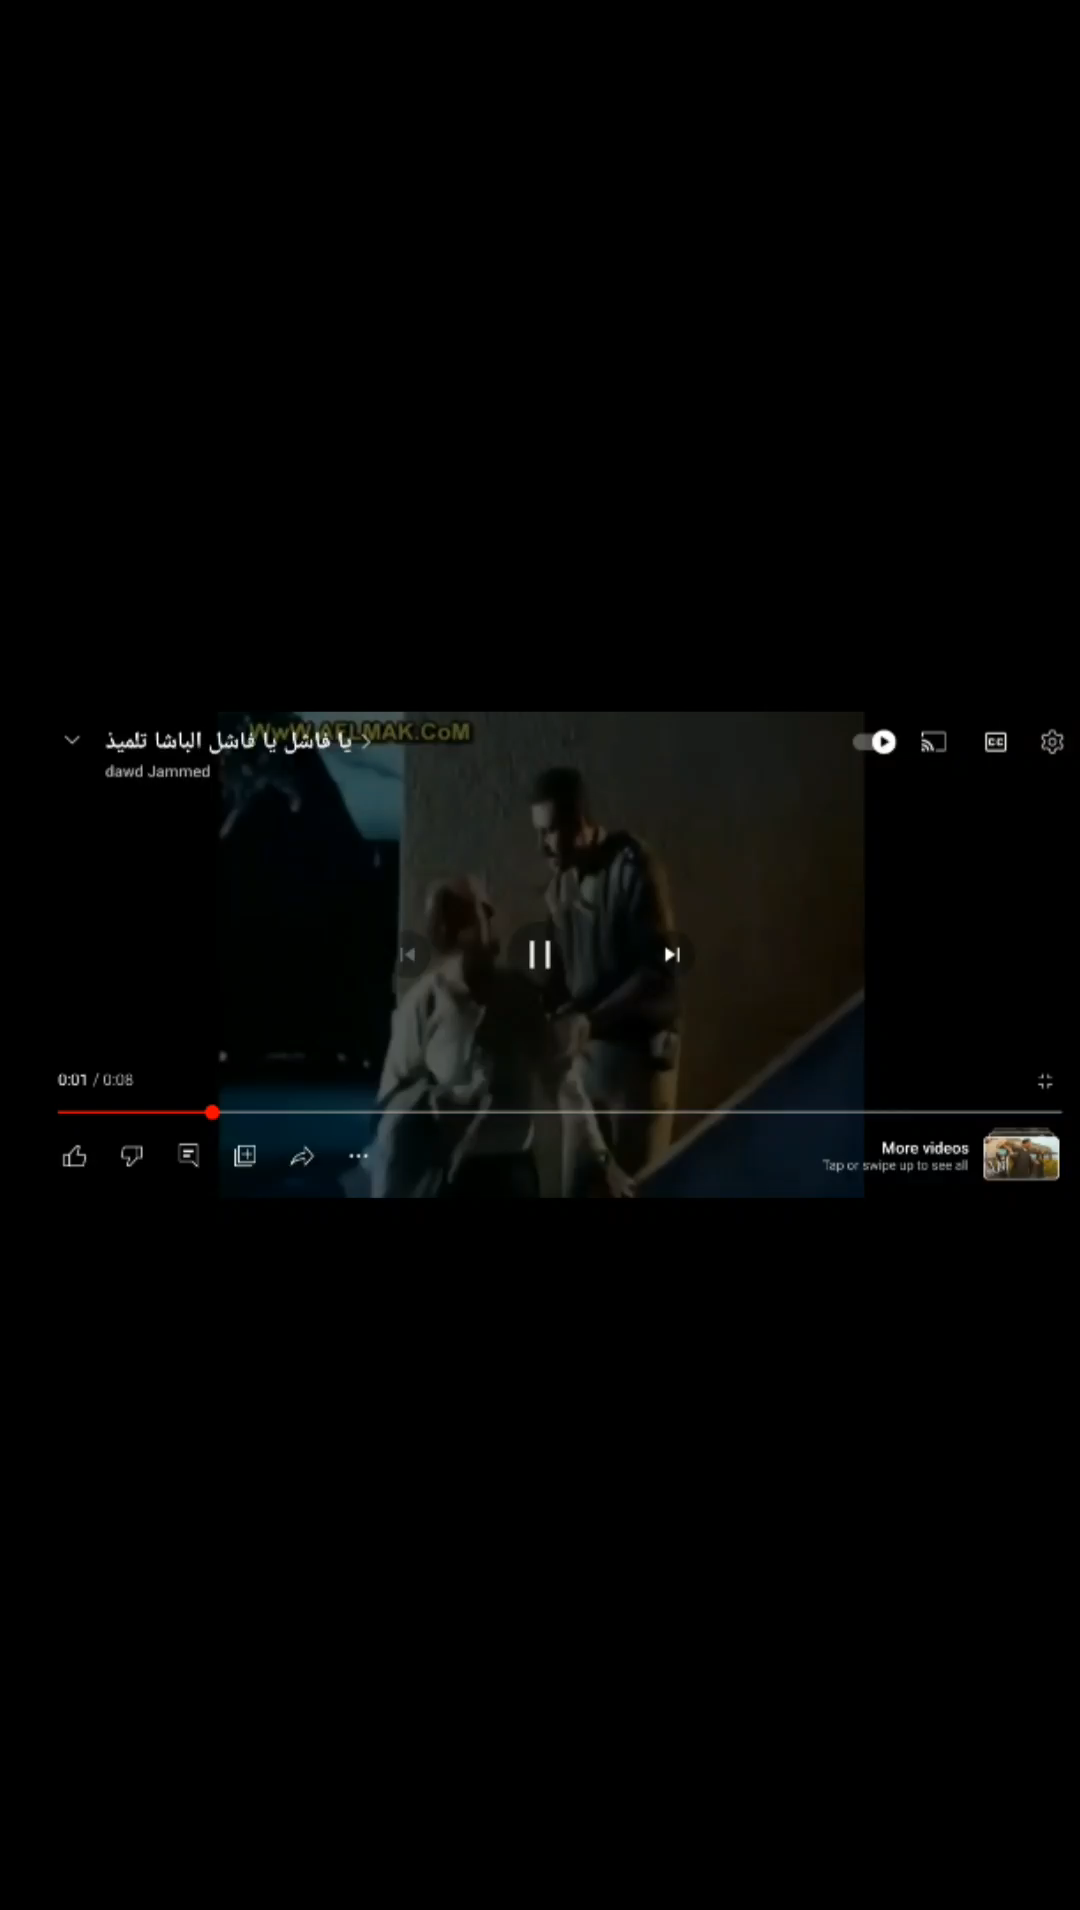 WwW.AFLMAK.CoM
يا فاشل يا فاشل الباشا تلميذ
dawd Jammed
CC
0:01 / 0:08
More videos
Tap or swipe up to see all